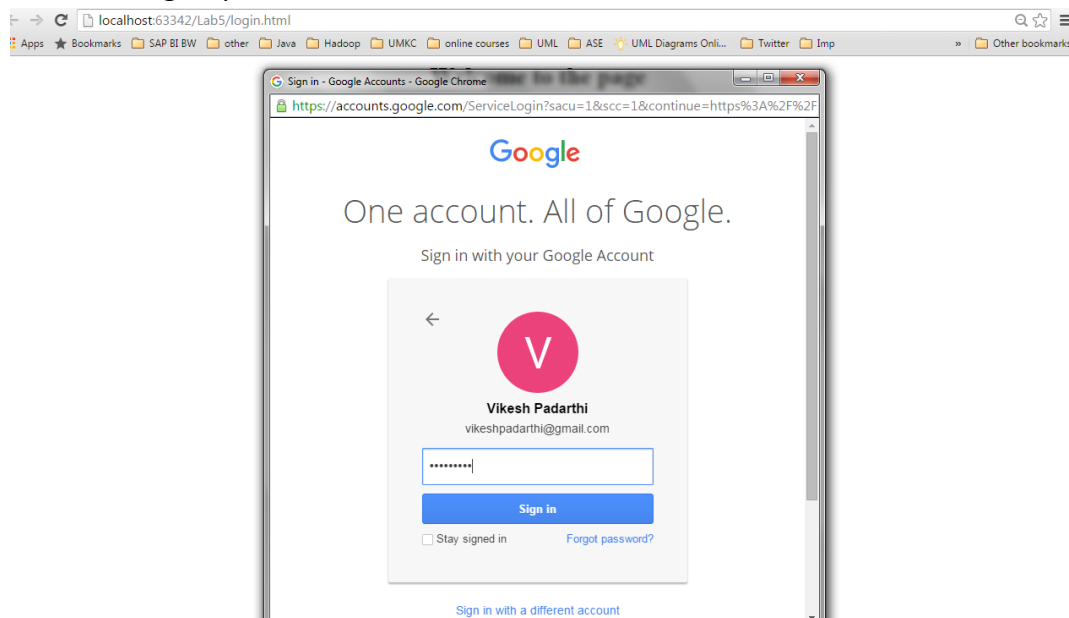 localhost:63342/Lab5/login.html
Apps Bookmarks SAP BI BW other Java Hadoop UMKC online courses UML ASE UML Diagrams Onli... Twitter Imp » Other bookmarks
to the page
Sign in - Google Accounts - Google Chrome
https://accounts.google.com/ServiceLogin?sacu=1&scc=1&continue=https%3A%2F%2F
Google
One account. All of Google.
Sign in with your Google Account
V
Vikesh Padarthi
vikeshpadarthi@gmail.com
•••••••••
Sign in
Stay signed in Forgot password?
Sign in with a different account